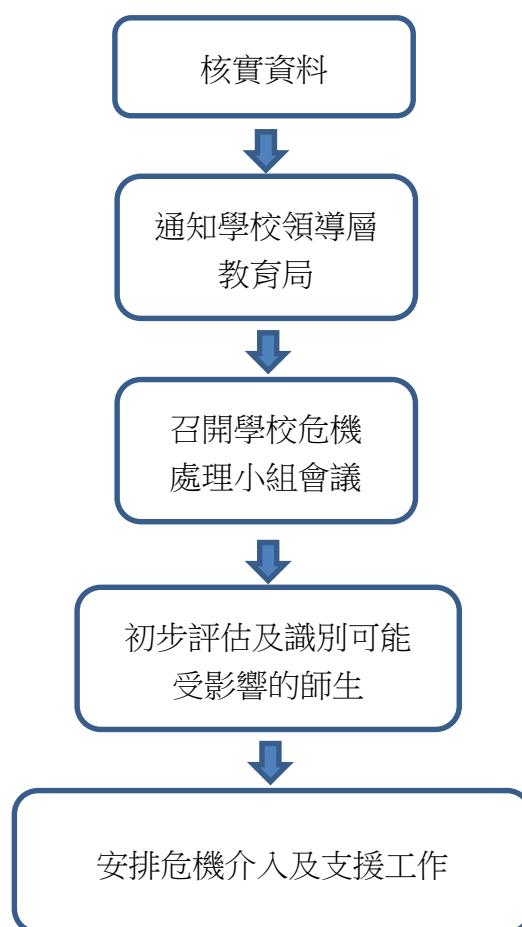 核實資料
通知學校領導層
教育局
召開學校危機
處理小組會議
初步評估及識別可能
受影響的師生
安排危機介入及支援工作